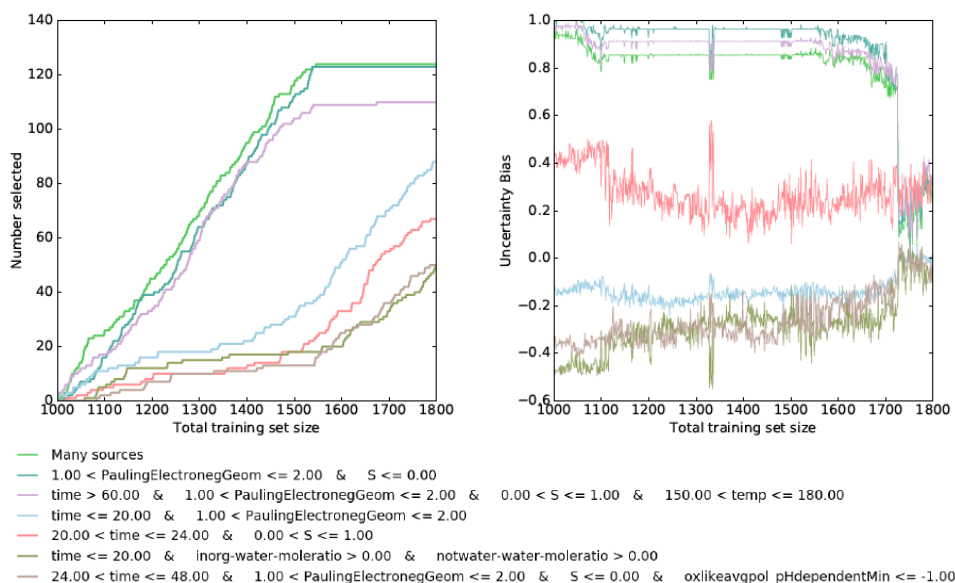 140
120
100
80
60
40
20
0
Number selected
1000 1100 1200 1300 1400 1500 1600 1700 1800
Total training set size
1.0
0.8
0.6
0.4
0.2
0.0
−0.2
−0.4
−0.6
Uncertainty Bias
1000 1100 1200 1300 1400 1500 1600 1700 1800
Total training set size
Many sources
1.00 < PaulingElectronegGeom <= 2.00 & S <= 0.00
time > 60.00 & 1.00 < PaulingElectronegGeom <= 2.00 & 0.00 < S <= 1.00 & 150.00 < temp <= 180.00
time <= 20.00 & 1.00 < PaulingElectronegGeom <= 2.00
20.00 < time <= 24.00 & 0.00 < S <= 1.00
time <= 20.00 & inorg-water-moleratio > 0.00 & notwater-water-moleratio > 0.00
24.00 < time <= 48.00 & 1.00 < PaulingElectronegGeom <= 2.00 & S <= 0.00 & oxlikeavgpol_pHdependentMin <= -1.00